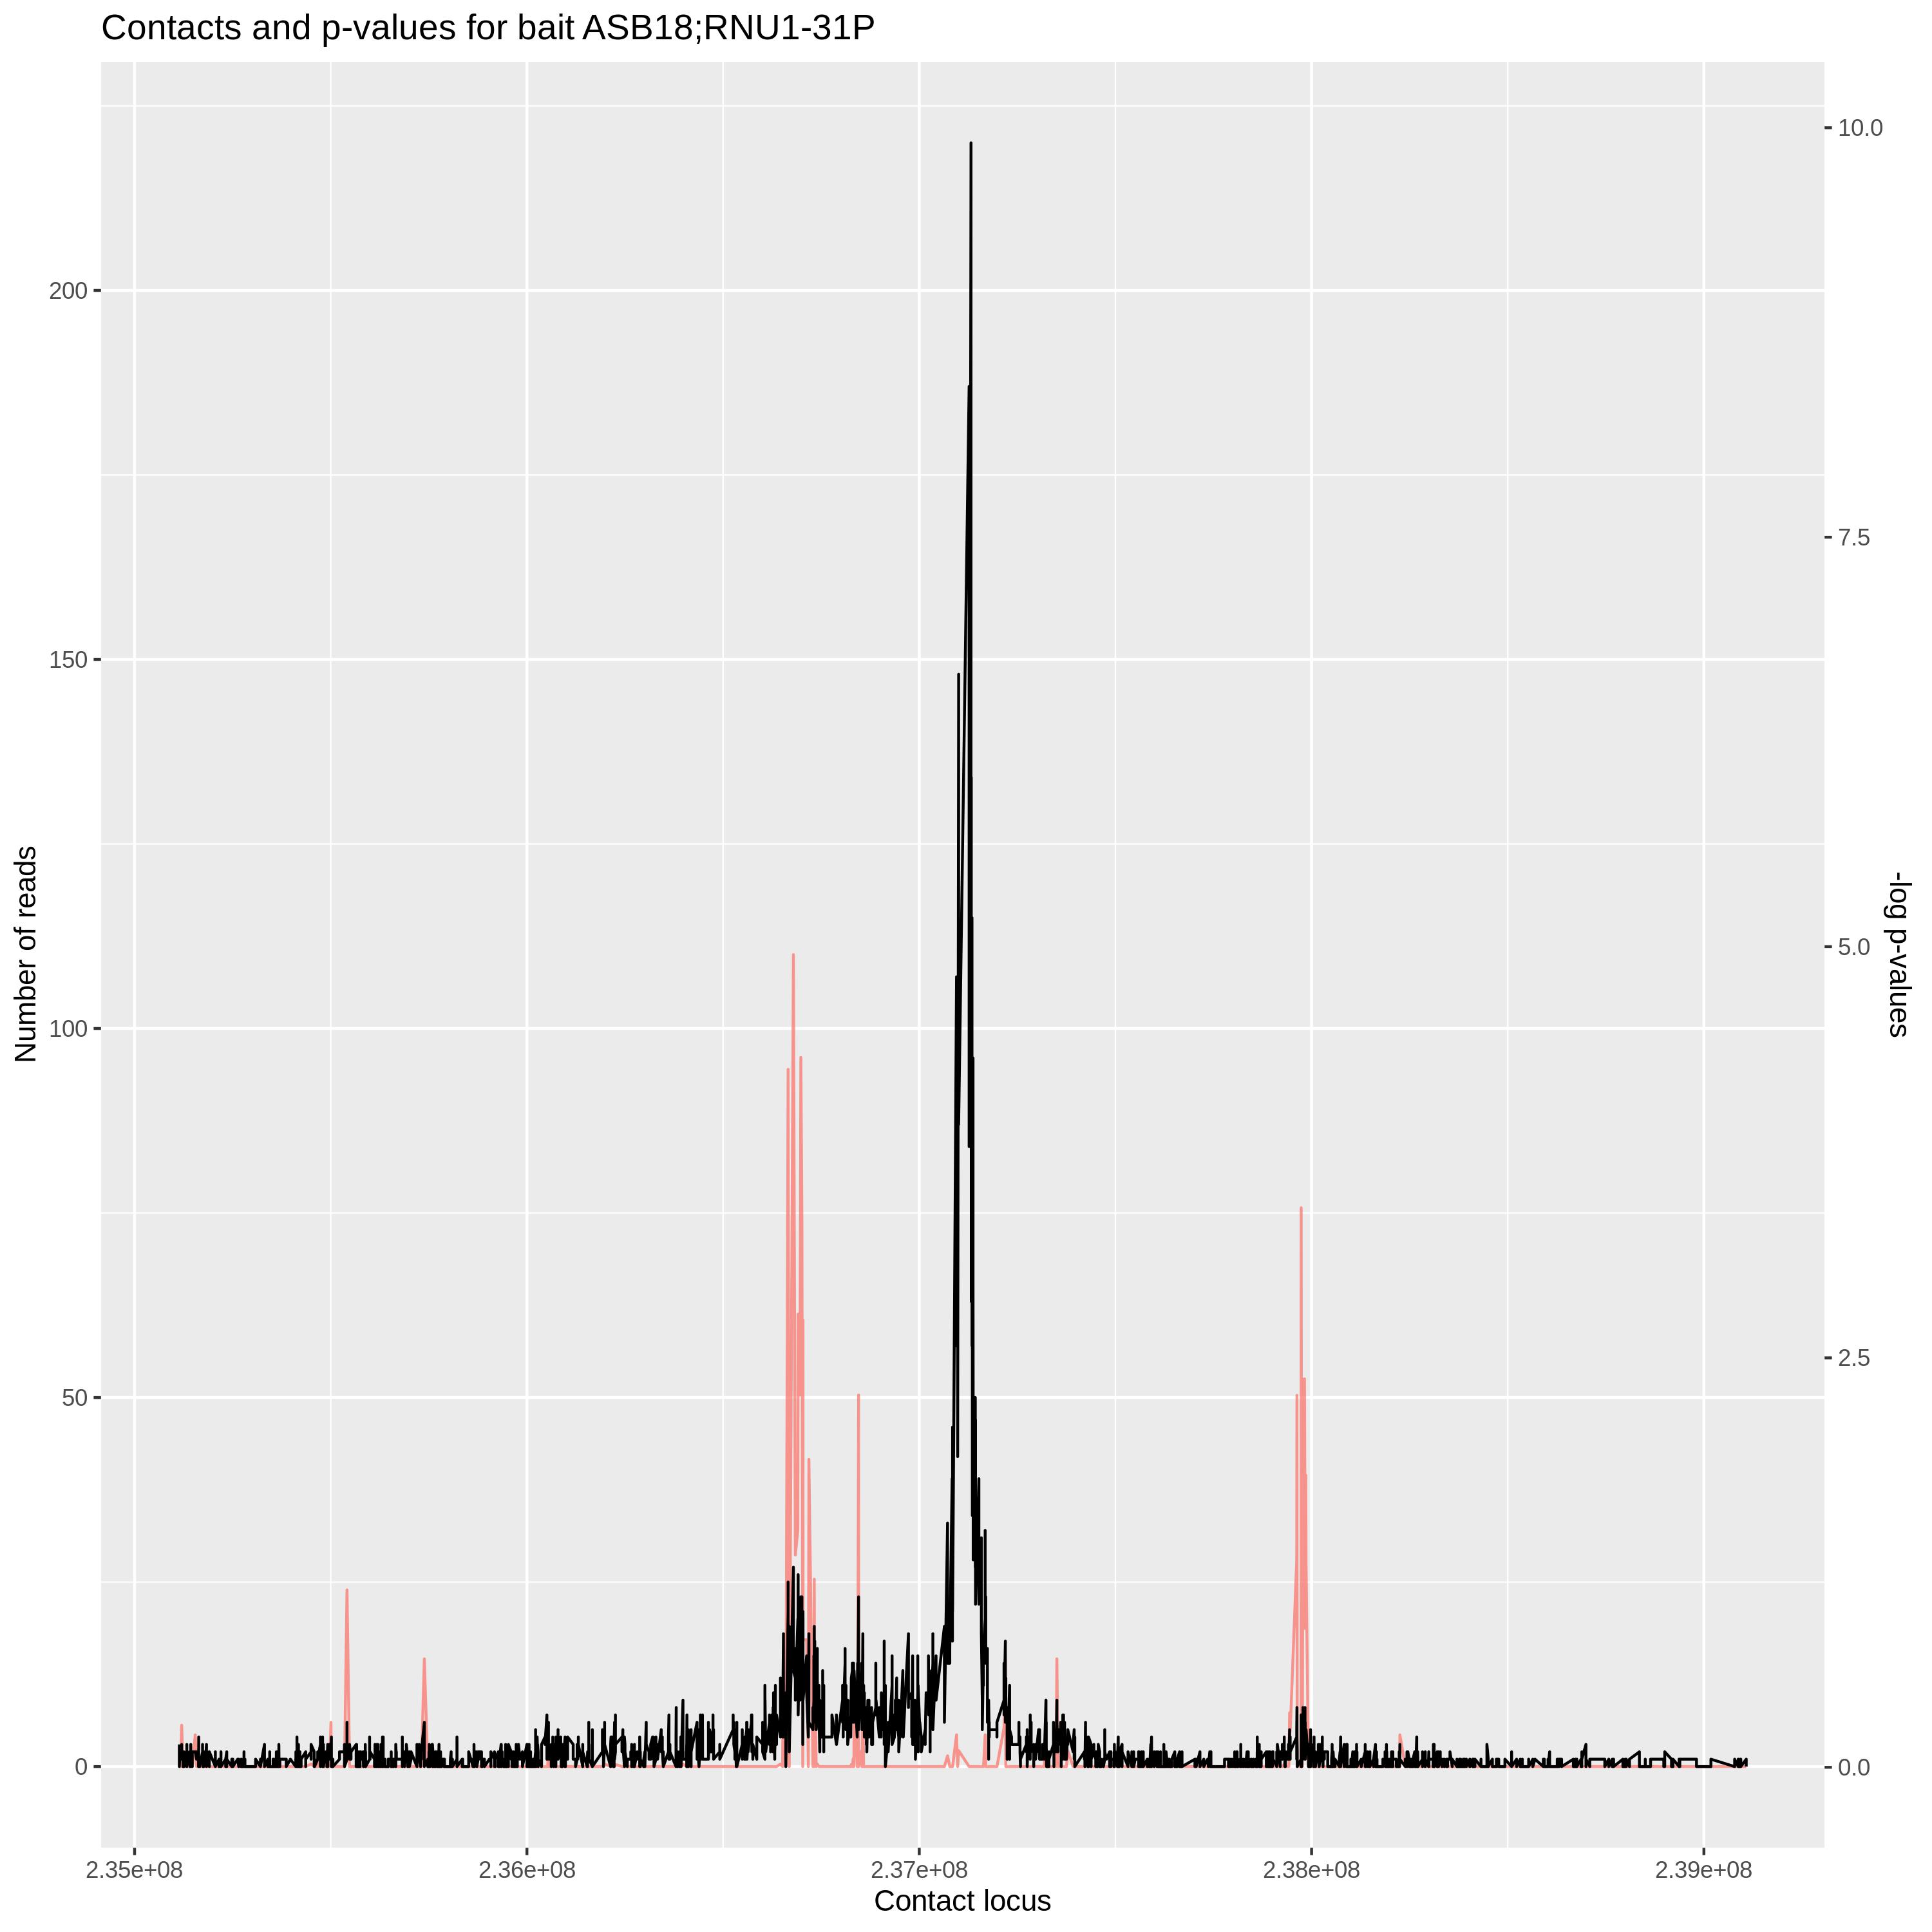 Contacts and p-values for bait ASB18;RNU1-31P
Number of reads
200
150
100
50
0
10.0
7.5
5.0
2.5
0.0
-log p-values
2.35e+08
2.36e+08
2.37e+08
2.38e+08
2.39e+08
Contact locus